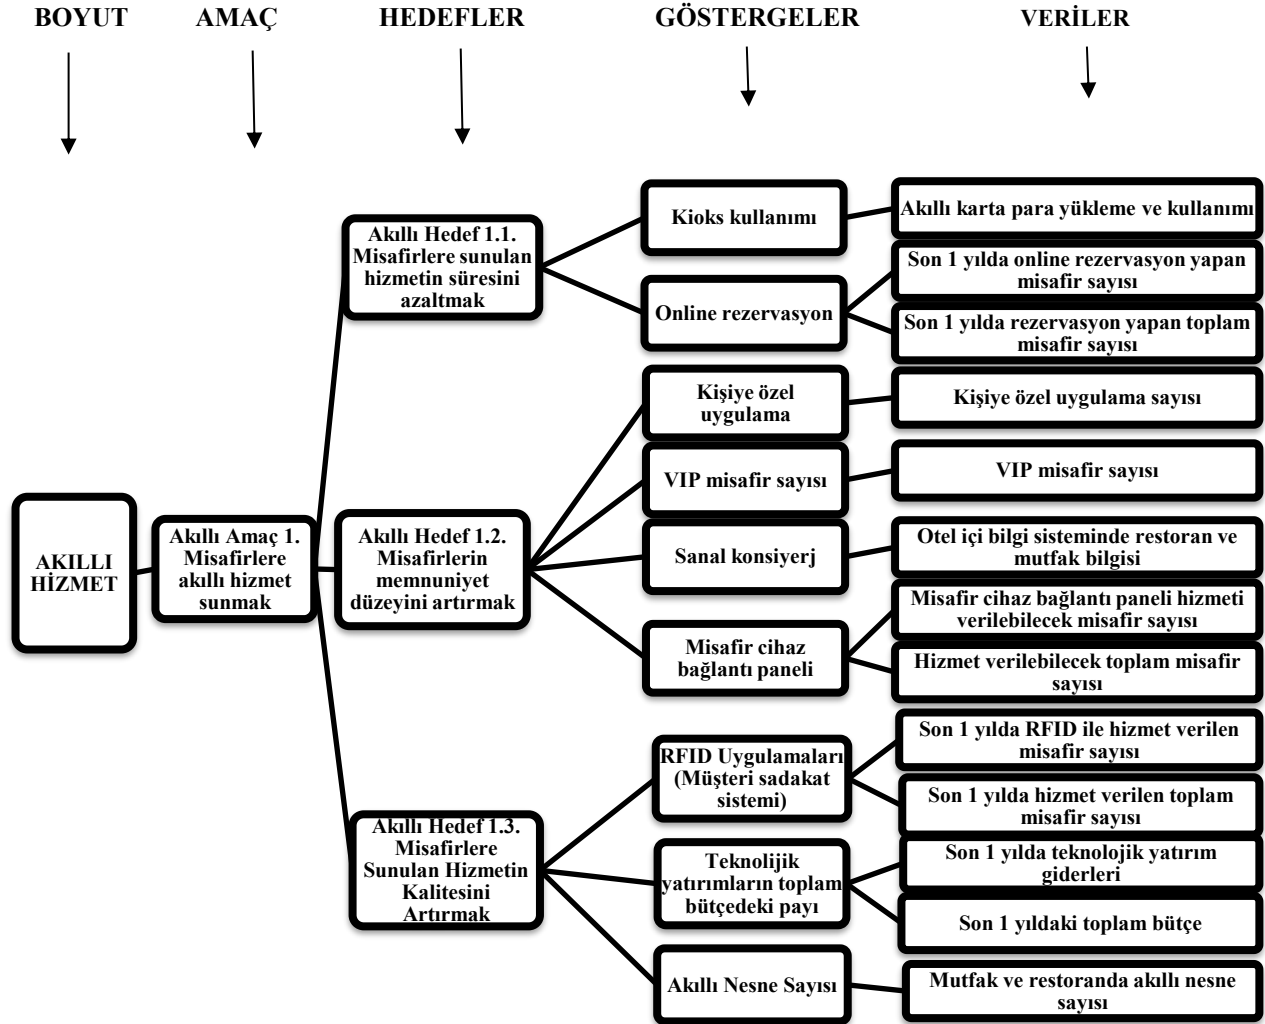 BOYUT
AMAÇ
HEDEFLER
GÖSTERGELER
VERİLER
AKILLI
HİZMET
Akıllı Amaç 1.
Misafirlere
akıllı hizmet
sunmak
Akıllı Hedef 1.1.
Misafirlere sunulan
hizmetin süresini
azaltmak
Kioks kullanımı
Akıllı karta para yükleme ve kullanımı
Online rezervasyon
Son 1 yılda online rezervasyon yapan
misafir sayısı
Son 1 yılda rezervasyon yapan toplam
misafir sayısı
Akıllı Hedef 1.2.
Misafirlerin
memnuniyet
düzeyini artırmak
Kişiye özel
uygulama
Kişiye özel uygulama sayısı
VIP misafir sayısı
VIP misafir sayısı
Sanal konsiyerj
Otel içi bilgi sisteminde restoran ve
mutfak bilgisi
Misafir cihaz
bağlantı paneli
Misafir cihaz bağlantı paneli hizmeti
verilebilecek misafir sayısı
Hizmet verilebilecek toplam misafir
sayısı
Akıllı Hedef 1.3.
Misafirlere
Sunulan Hizmetin
Kalitesini
Artırmak
RFID Uygulamaları
(Müşteri sadakat
sistemi)
Son 1 yılda RFID ile hizmet verilen
misafir sayısı
Son 1 yılda hizmet verilen toplam
misafir sayısı
Teknolijik
yatırımların toplam
bütçedeki payı
Son 1 yılda teknolojik yatırım
giderleri
Son 1 yıldaki toplam bütçe
Akıllı Nesne Sayısı
Mutfak ve restoranda akıllı nesne
sayısı